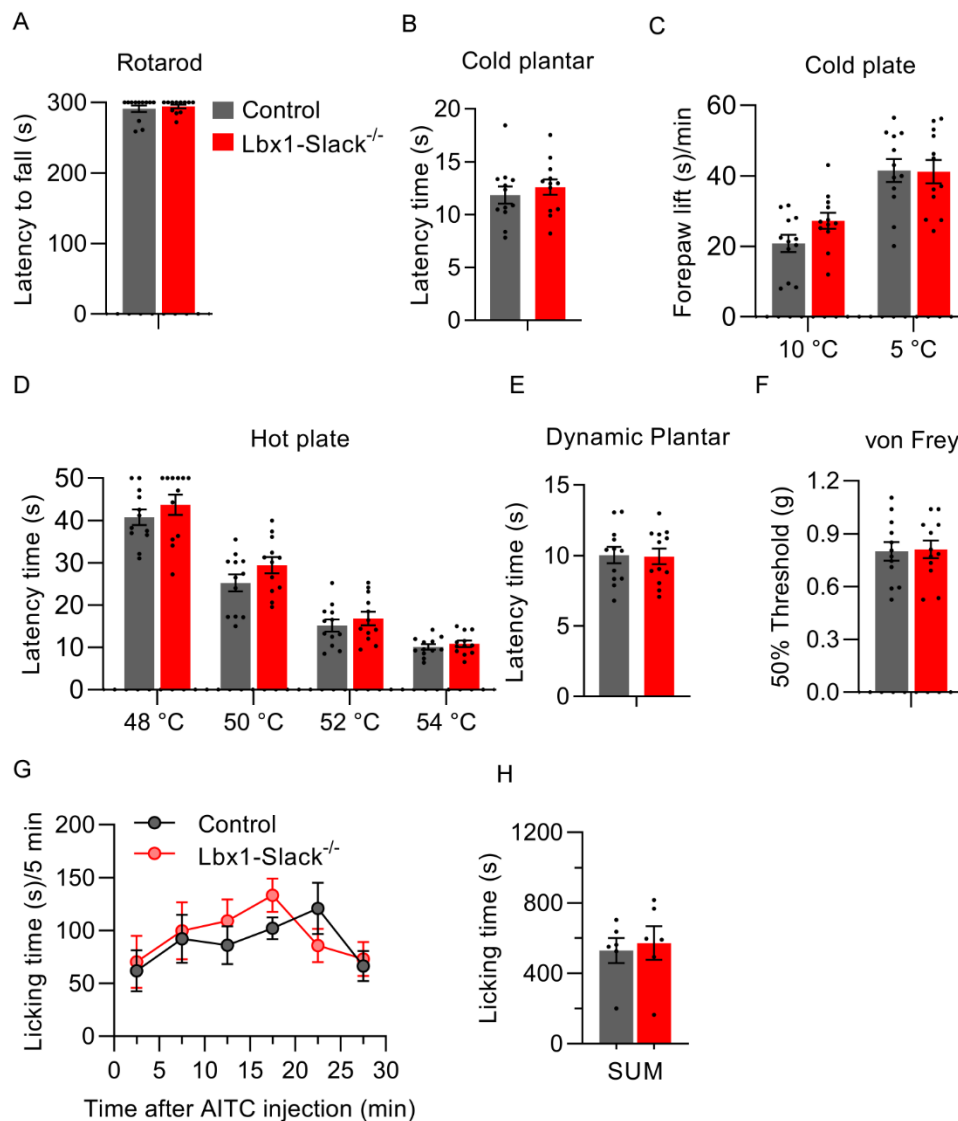 A
Rotarod
Latency to fall (s)
300
200
100
0
Control
Lbx1-Slack-/-
B
Cold plantar
Latency time (s)
20
15
10
5
0
C
Cold plate
Forepaw lift (s)/min
60
40
20
0
10 °C
5 °C
D
Hot plate
Latency time (s)
50
40
30
20
10
0
48 °C
50 °C
52 °C
54 °C
E
Dynamic Plantar
Latency time (s)
15
10
5
0
F
von Frey
50% Threshold (g)
1.2
0.9
0.6
0.3
0.0
G
Licking time (s)/5 min
200
150
100
50
0
Control
Lbx1-Slack-/-
0 5 10 15 20 25 30
Time after AITC injection (min)
H
Licking time (s)
1200
800
400
0
SUM